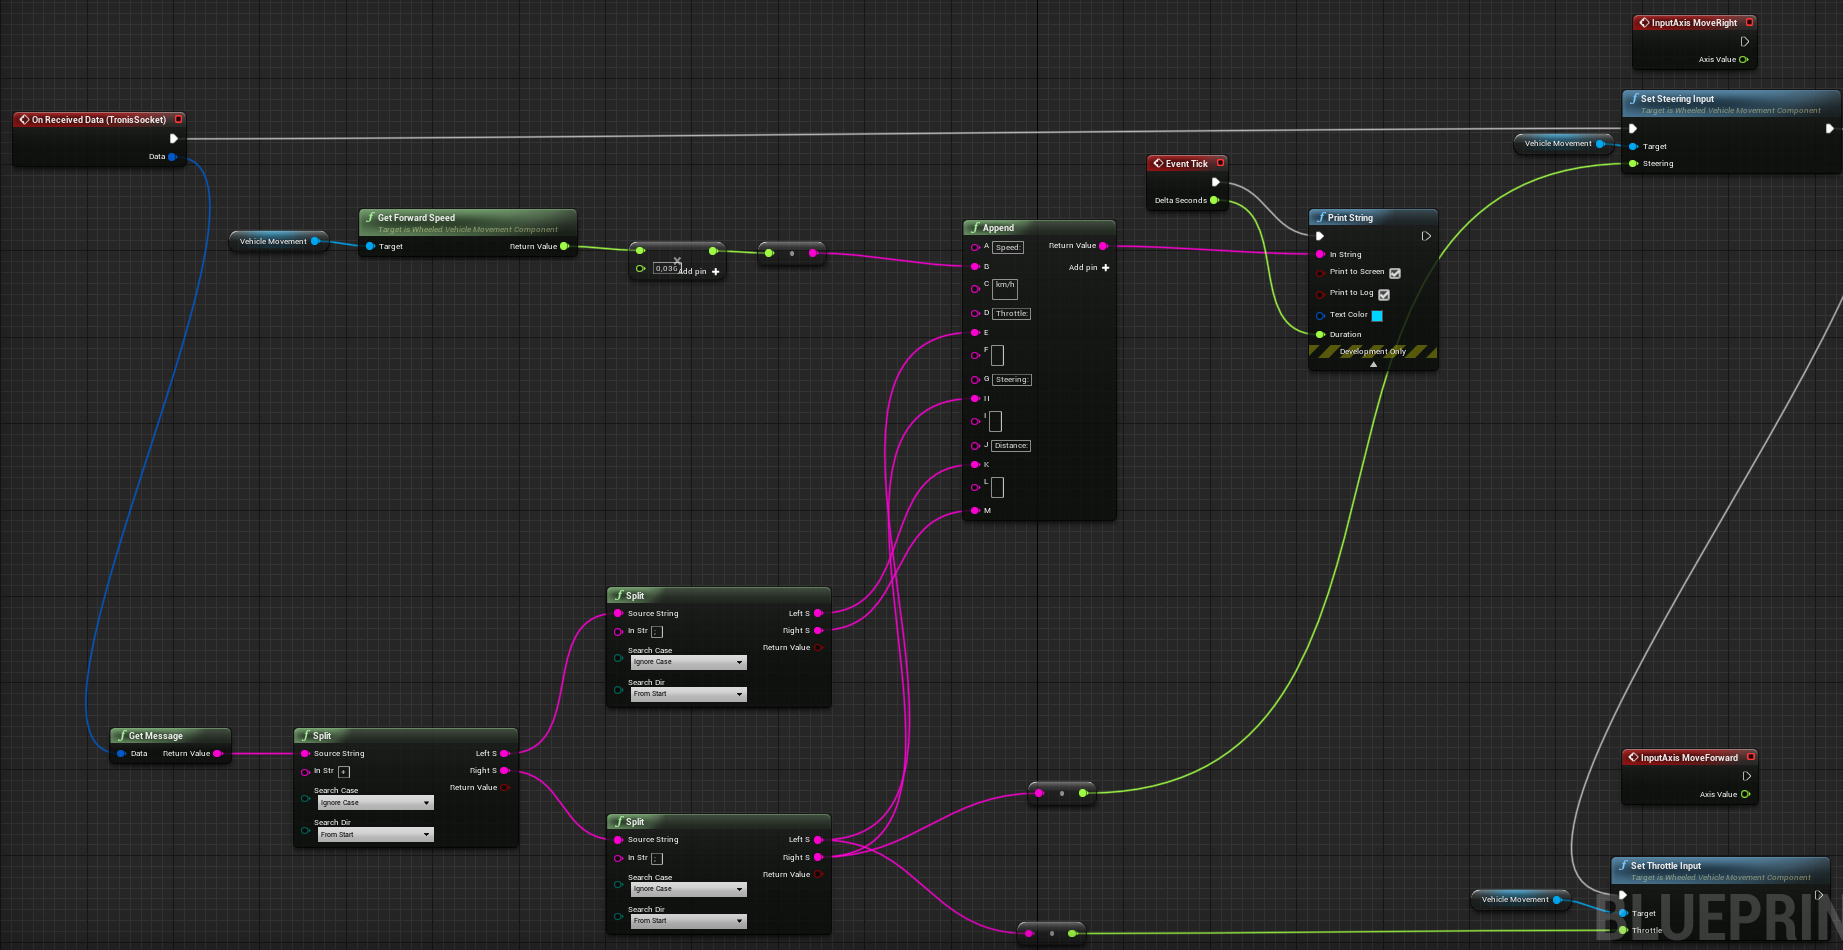 InputAxis MoveRight
Axis Value
On Received Data (TronisSocket)
Data
Set Steering Input
Target is Wheeled Vehicle Movement Component
Vehicle Movement
Target
Steering
Event Tick
Delta Seconds
Get Forward Speed
Target is Wheeled Vehicle Movement Component
Vehicle Movement
Target
Return Value
Add pin
Append
A Speed:
Return Value
B
Add pin
C km/h
D Throttle:
E
F
G Steering:
H
I
J Distance:
K
L
M
Print String
In String
Print to Screen
Print to Log
Text Color
Duration
Development Only
Split
Source String
Left S
In Str
Right S
Return Value
Search Case
Ignore Case
Search Dir
From Start
Get Message
Data
Return Value
Split
Source String
Left S
In Str +
Right S
Return Value
Search Case
Ignore Case
Search Dir
From Start
Split
Source String
Left S
In Str
Right S
Return Value
Search Case
Ignore Case
Search Dir
From Start
InputAxis MoveForward
Axis Value
Set Throttle Input
Target is Wheeled Vehicle Movement Component
Vehicle Movement
Target
Throttle
BLUEPRIN